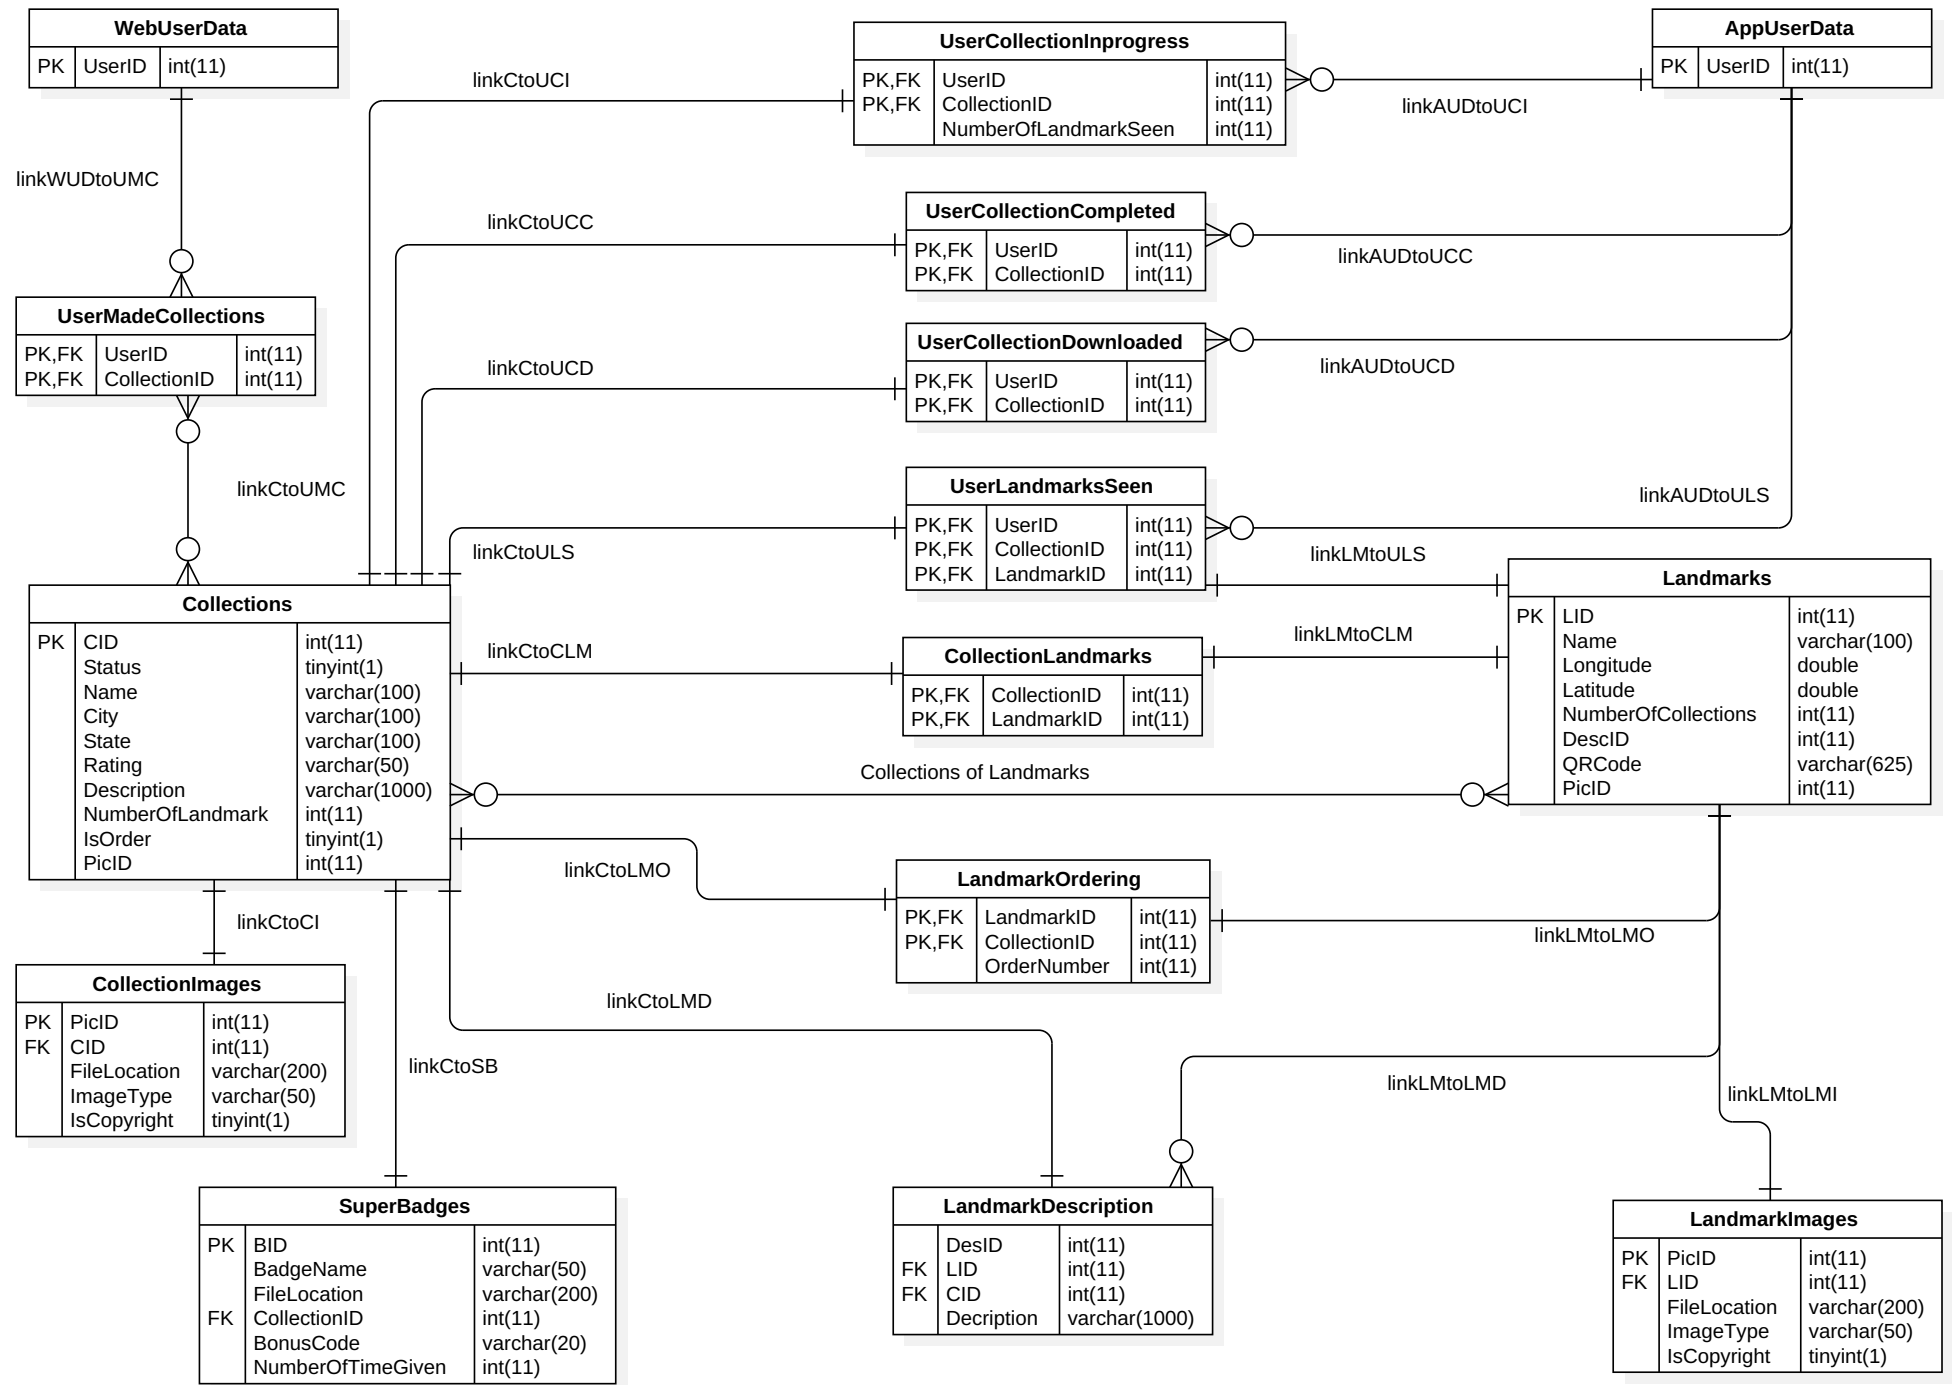 WebUserData
PK UserID int(11)
UserCollectionInprogress
PK,FK UserID int(11)
PK,FK CollectionID int(11)
NumberOfLandmarkSeen int(11)
AppUserData
PK UserID int(11)
linkCtoUCI
linkAUDtoUCI
linkWUDtoUMC
UserCollectionCompleted
PK,FK UserID int(11)
PK,FK CollectionID int(11)
linkCtoUCC
linkAUDtoUCC
UserMadeCollections
PK,FK UserID int(11)
PK,FK CollectionID int(11)
UserCollectionDownloaded
PK,FK UserID int(11)
PK,FK CollectionID int(11)
linkCtoUCD
linkAUDtoUCD
linkCtoUMC
UserLandmarksSeen
PK,FK UserID int(11)
PK,FK CollectionID int(11)
PK,FK LandmarkID int(11)
linkAUDtoULS
linkCtoULS
linkLMtoULS
Collections
PK CID int(11)
Status tinyint(1)
Name varchar(100)
City varchar(100)
State varchar(100)
Rating varchar(50)
Description varchar(1000)
NumberOfLandmark int(11)
IsOrder tinyint(1)
PicID int(11)
Landmarks
PK LID int(11)
Name varchar(100)
Longitude double
Latitude double
NumberOfCollections int(11)
DescID int(11)
QRCode varchar(625)
PicID int(11)
linkCtoCLM
linkLMtoCLM
CollectionLandmarks
PK,FK CollectionID int(11)
PK,FK LandmarkID int(11)
Collections of Landmarks
linkCtoLMO
LandmarkOrdering
PK,FK LandmarkID int(11)
PK,FK CollectionID int(11)
OrderNumber int(11)
linkLMtoLMO
linkCtoCI
CollectionImages
PK PicID int(11)
FK CID int(11)
FileLocation varchar(200)
ImageType varchar(50)
IsCopyright tinyint(1)
linkCtoLMD
linkCtoSB
linkLMtoLMD
linkLMtoLMI
SuperBadges
PK BID int(11)
BadgeName varchar(50)
FileLocation varchar(200)
FK CollectionID int(11)
BonusCode varchar(20)
NumberOfTimeGiven int(11)
LandmarkDescription
DesID int(11)
FK LID int(11)
FK CID int(11)
Decription varchar(1000)
LandmarkImages
PK PicID int(11)
FK LID int(11)
FileLocation varchar(200)
ImageType varchar(50)
IsCopyright tinyint(1)